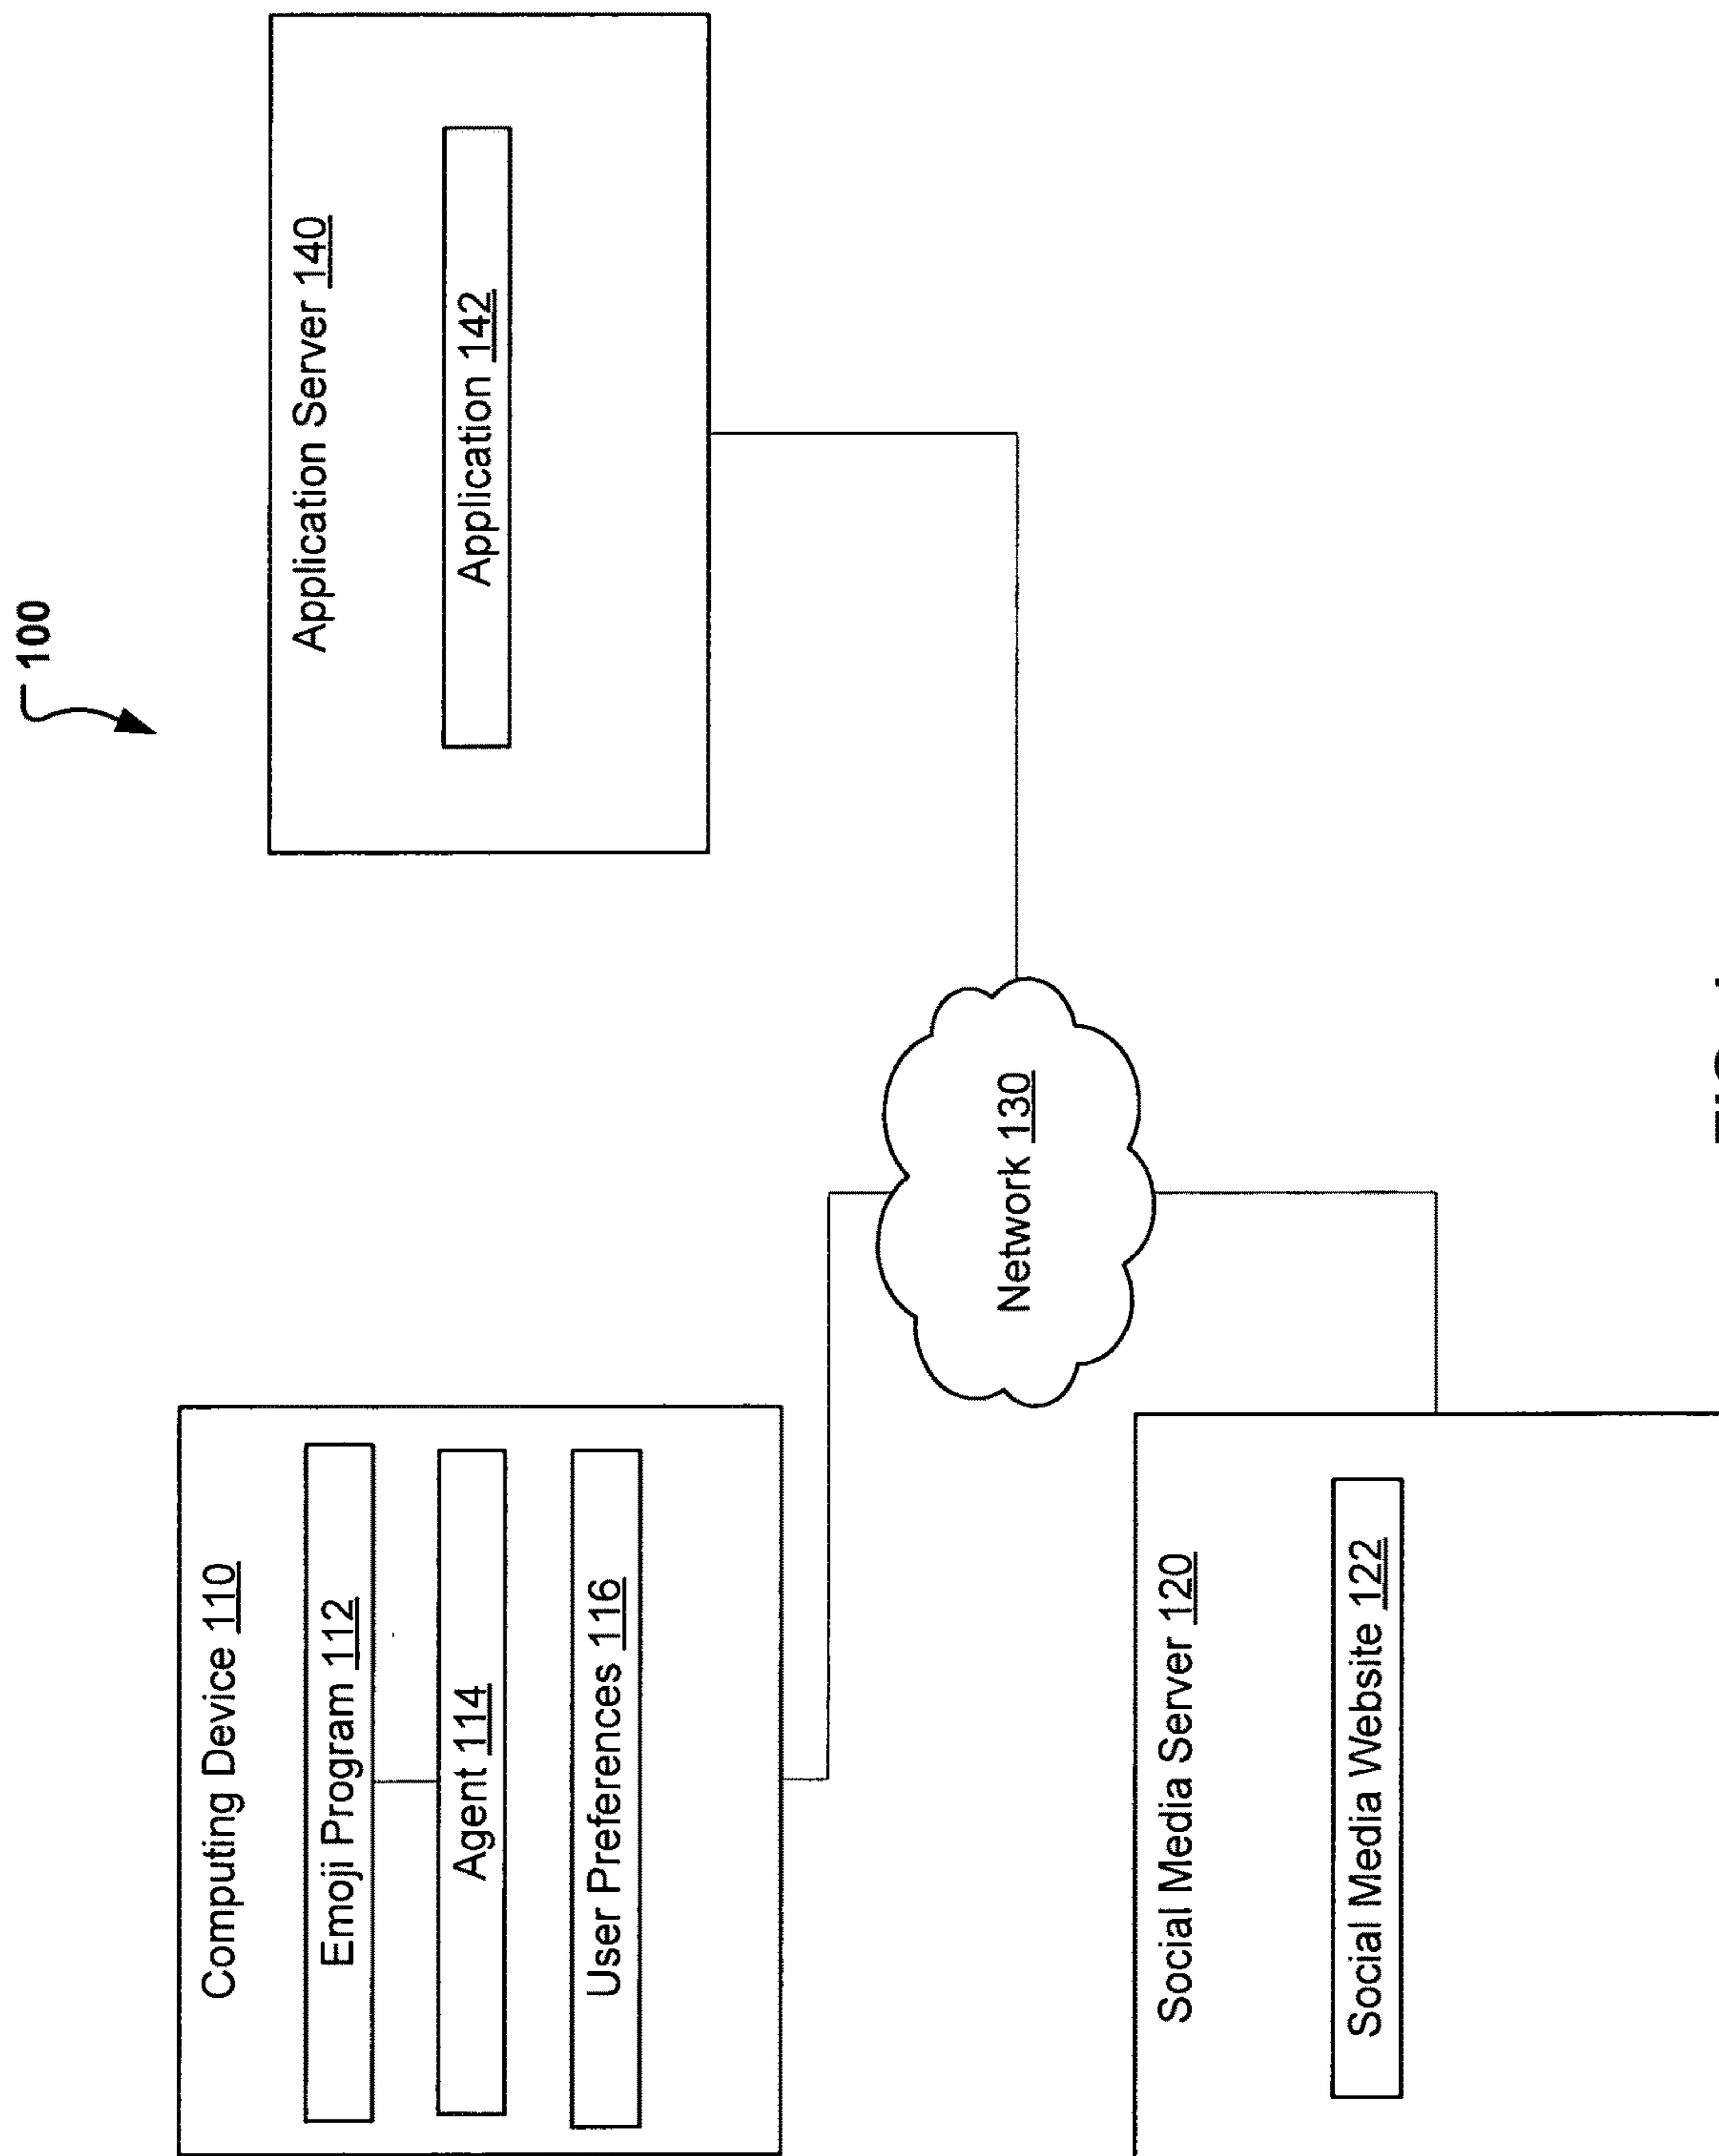 100
Computing Device 110
Emoji Program 112
Agent 114
User Preferences 116
Application Server 140
Application 142
Network 130
Social Media Server 120
Social Media Website 122